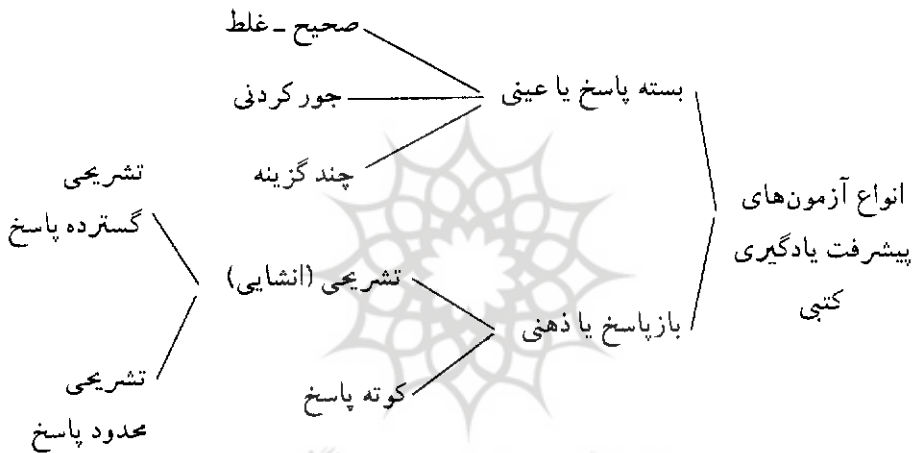 انواع آزمون‌های
پیشرفت یادگیری
کتبی
بسته پاسخ یا عینی
صحیح ـ غلط
جور کردنی
چند گزینه
بازپاسخ یا ذهنی
تشریحی (انشایی)
تشریحی
گسترده پاسخ
تشریحی
محدود پاسخ
کوته پاسخ